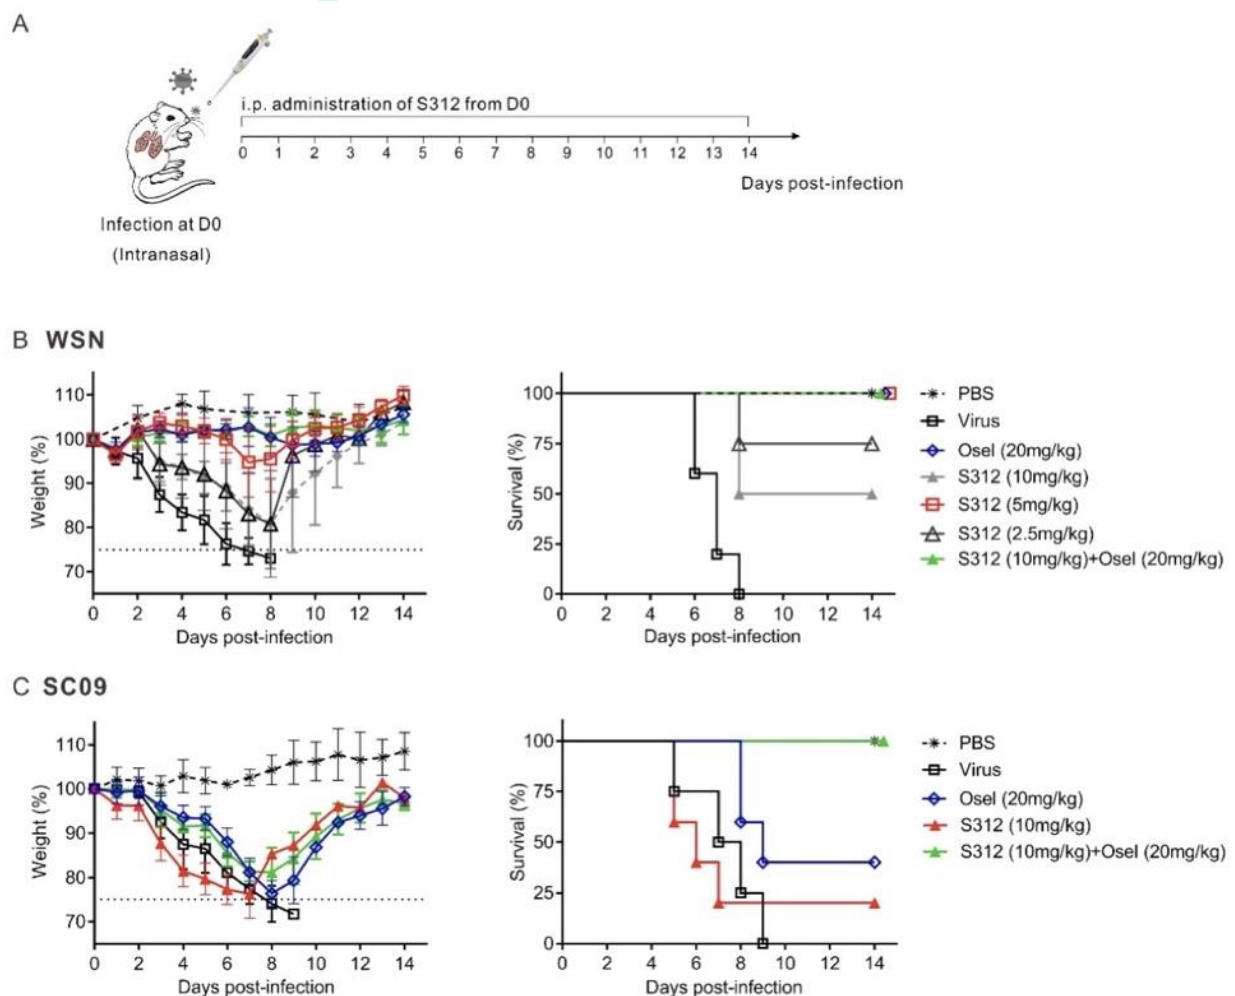 A
i.p. administration of S312 from D0
0 1 2 3 4 5 6 7 8 9 10 11 12 13 14
Days post-infection
Infection at D0
(Intranasal)
B WSN
Weight (%)
110
100
90
80
70
0 2 4 6 8 10 12 14
Days post-infection
Survival (%)
100
75
50
25
0
0 2 4 6 8 10 12 14
Days post-infection
PBS
Virus
Osel (20mg/kg)
S312 (10mg/kg)
S312 (5mg/kg)
S312 (2.5mg/kg)
S312 (10mg/kg)+Osel (20mg/kg)
C SC09
Weight (%)
110
100
90
80
70
0 2 4 6 8 10 12 14
Days post-infection
Survival (%)
100
75
50
25
0
0 2 4 6 8 10 12 14
Days post-infection
PBS
Virus
Osel (20mg/kg)
S312 (10mg/kg)
S312 (10mg/kg)+Osel (20mg/kg)